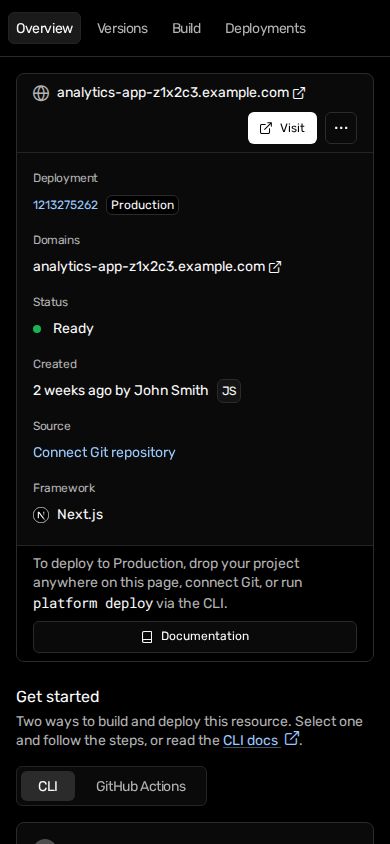 Overview Versions Build Deployments
analytics-app-z1x2c3.example.com
Visit
Deployment
1213275262 Production
Domains
analytics-app-z1x2c3.example.com
Status
Ready
Created
2 weeks ago by John Smith JS
Source
Connect Git repository
Framework
N Next.js
To deploy to Production, drop your project
anywhere on this page, connect Git, or run
platform deploy via the CLI.
Documentation
Get started
Two ways to build and deploy this resource. Select one
and follow the steps, or read the CLI docs .
CLI GitHub Actions